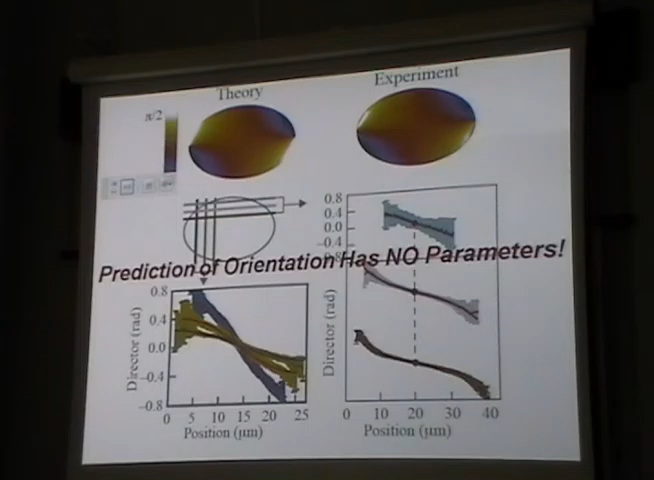 Theory
Experiment
π/2
0.8
0.4
0.0
-0.4
Prediction of Orientation Has NO Parameters!
0.8
0.4
0.0
-0.4
-0.8
Director (rad)
0 5 10 15 20 25
Position (μm)
Director (rad)
0 10 20 30 40
Position (μm)